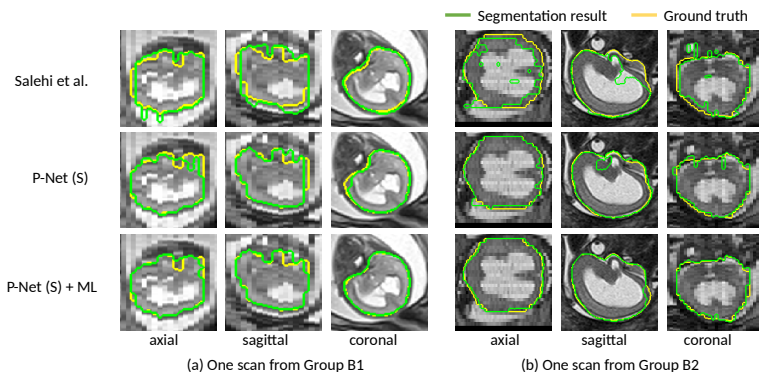 Segmentation result Ground truth
Salehi et al.
P-Net (S)
P-Net (S) + ML
axial sagittal coronal axial sagittal coronal
(a) One scan from Group B1 (b) One scan from Group B2